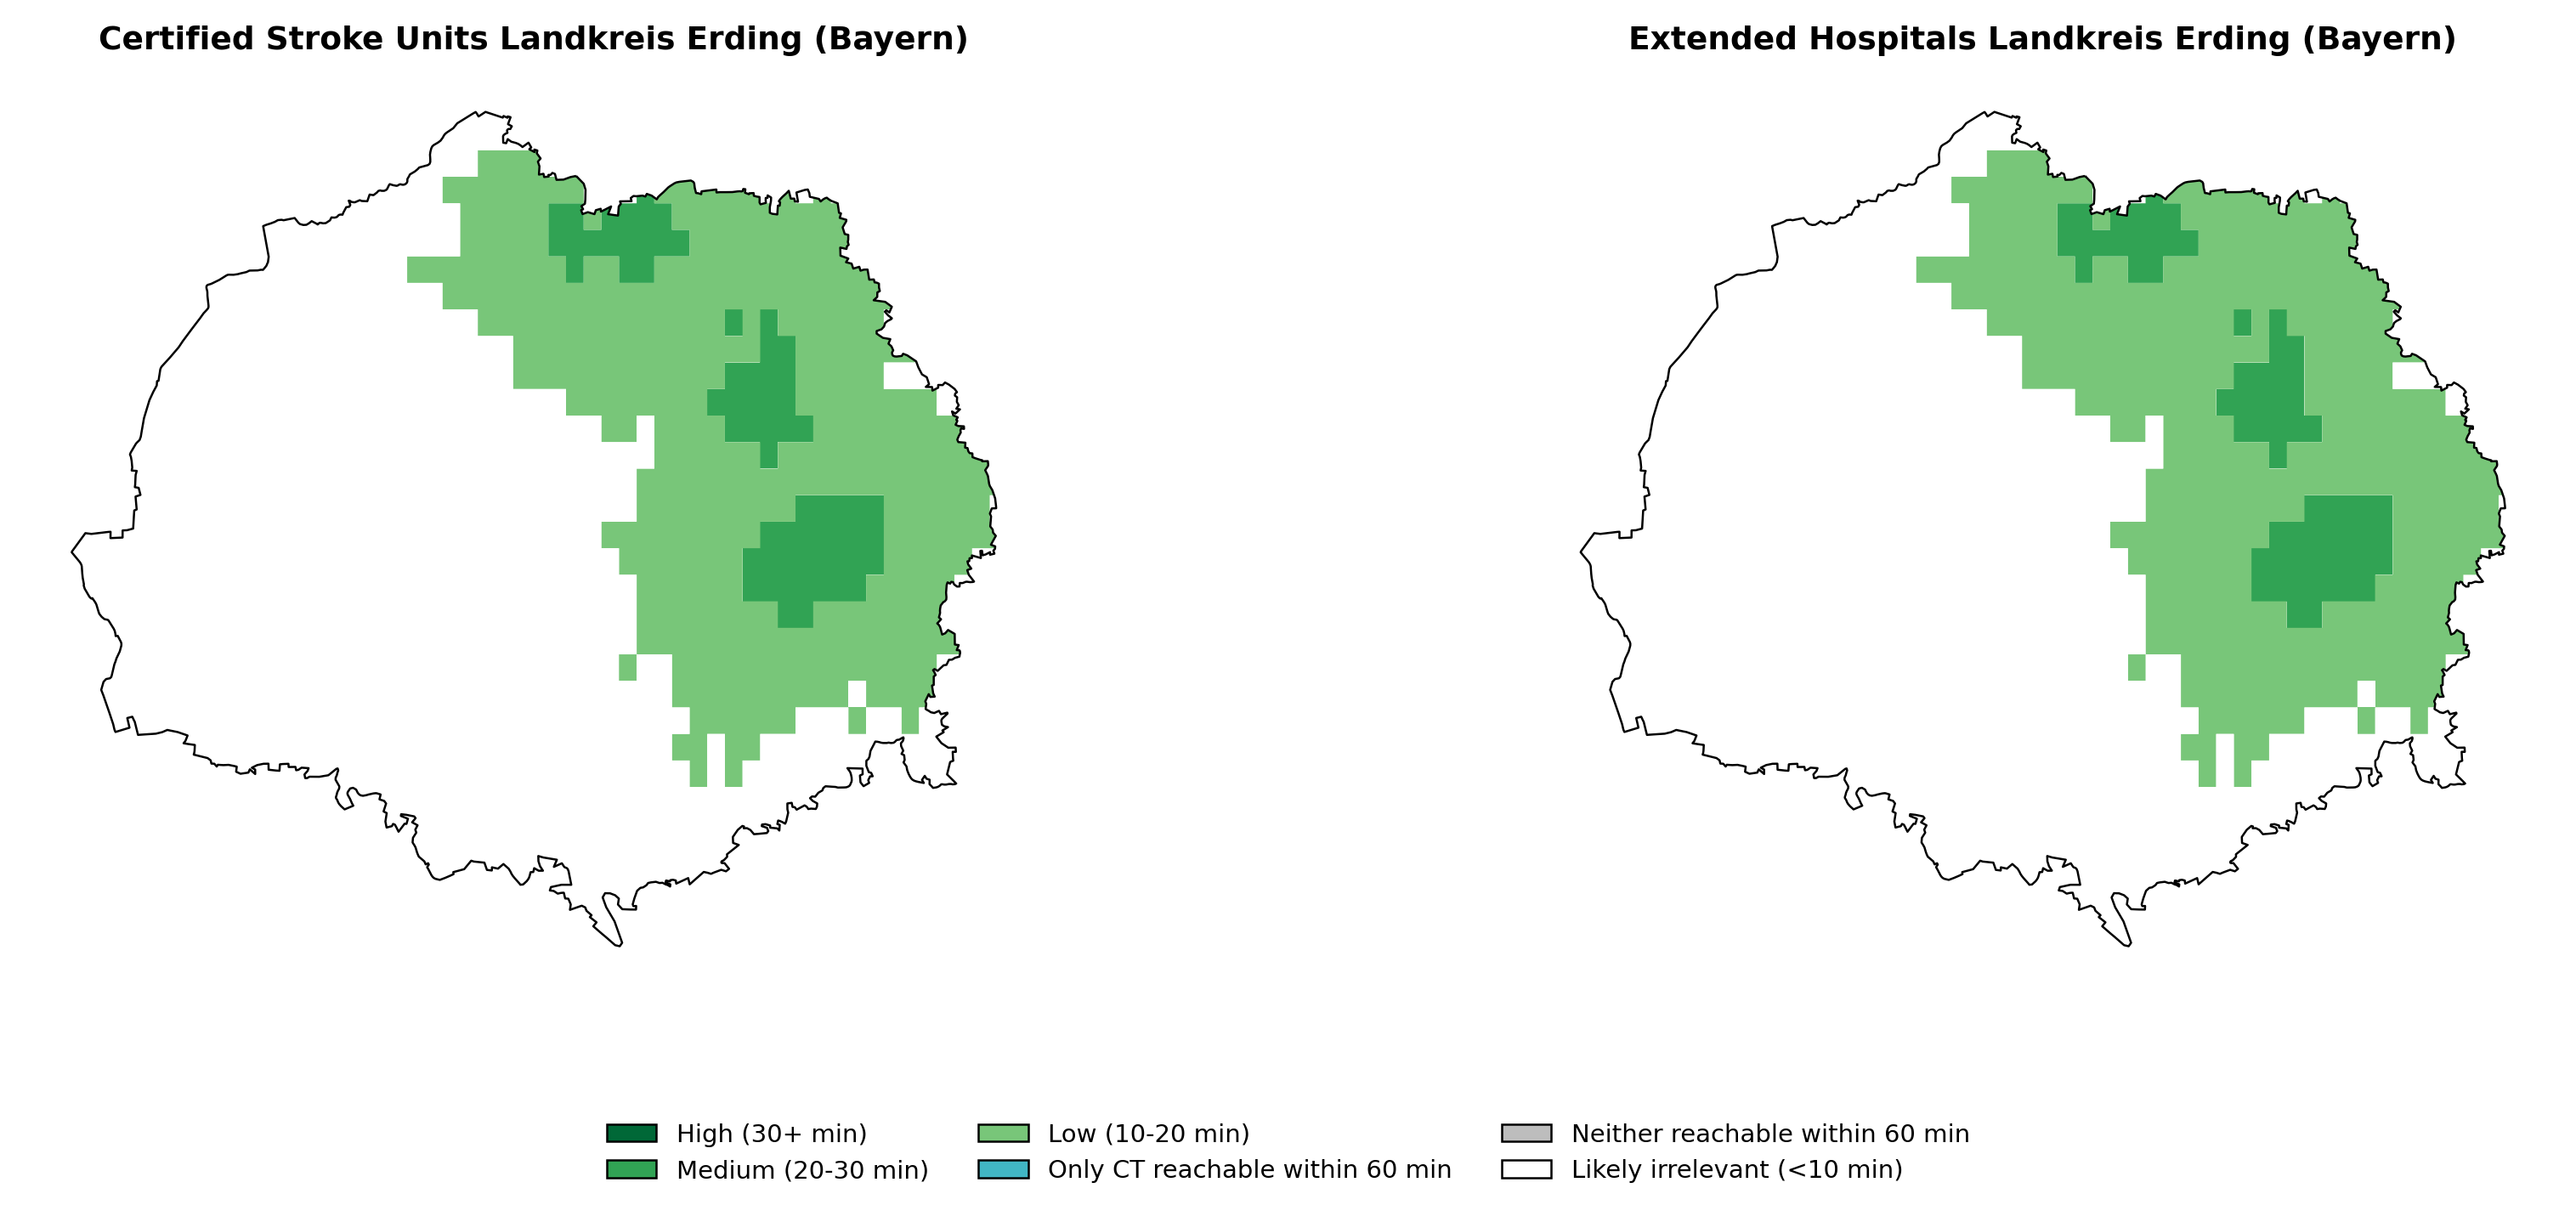 Certified Stroke Units Landkreis Erding (Bayern)
Extended Hospitals Landkreis Erding (Bayern)
High (30+ min)
Medium (20-30 min)
Low (10-20 min)
Only CT reachable within 60 min
Neither reachable within 60 min
Likely irrelevant (<10 min)